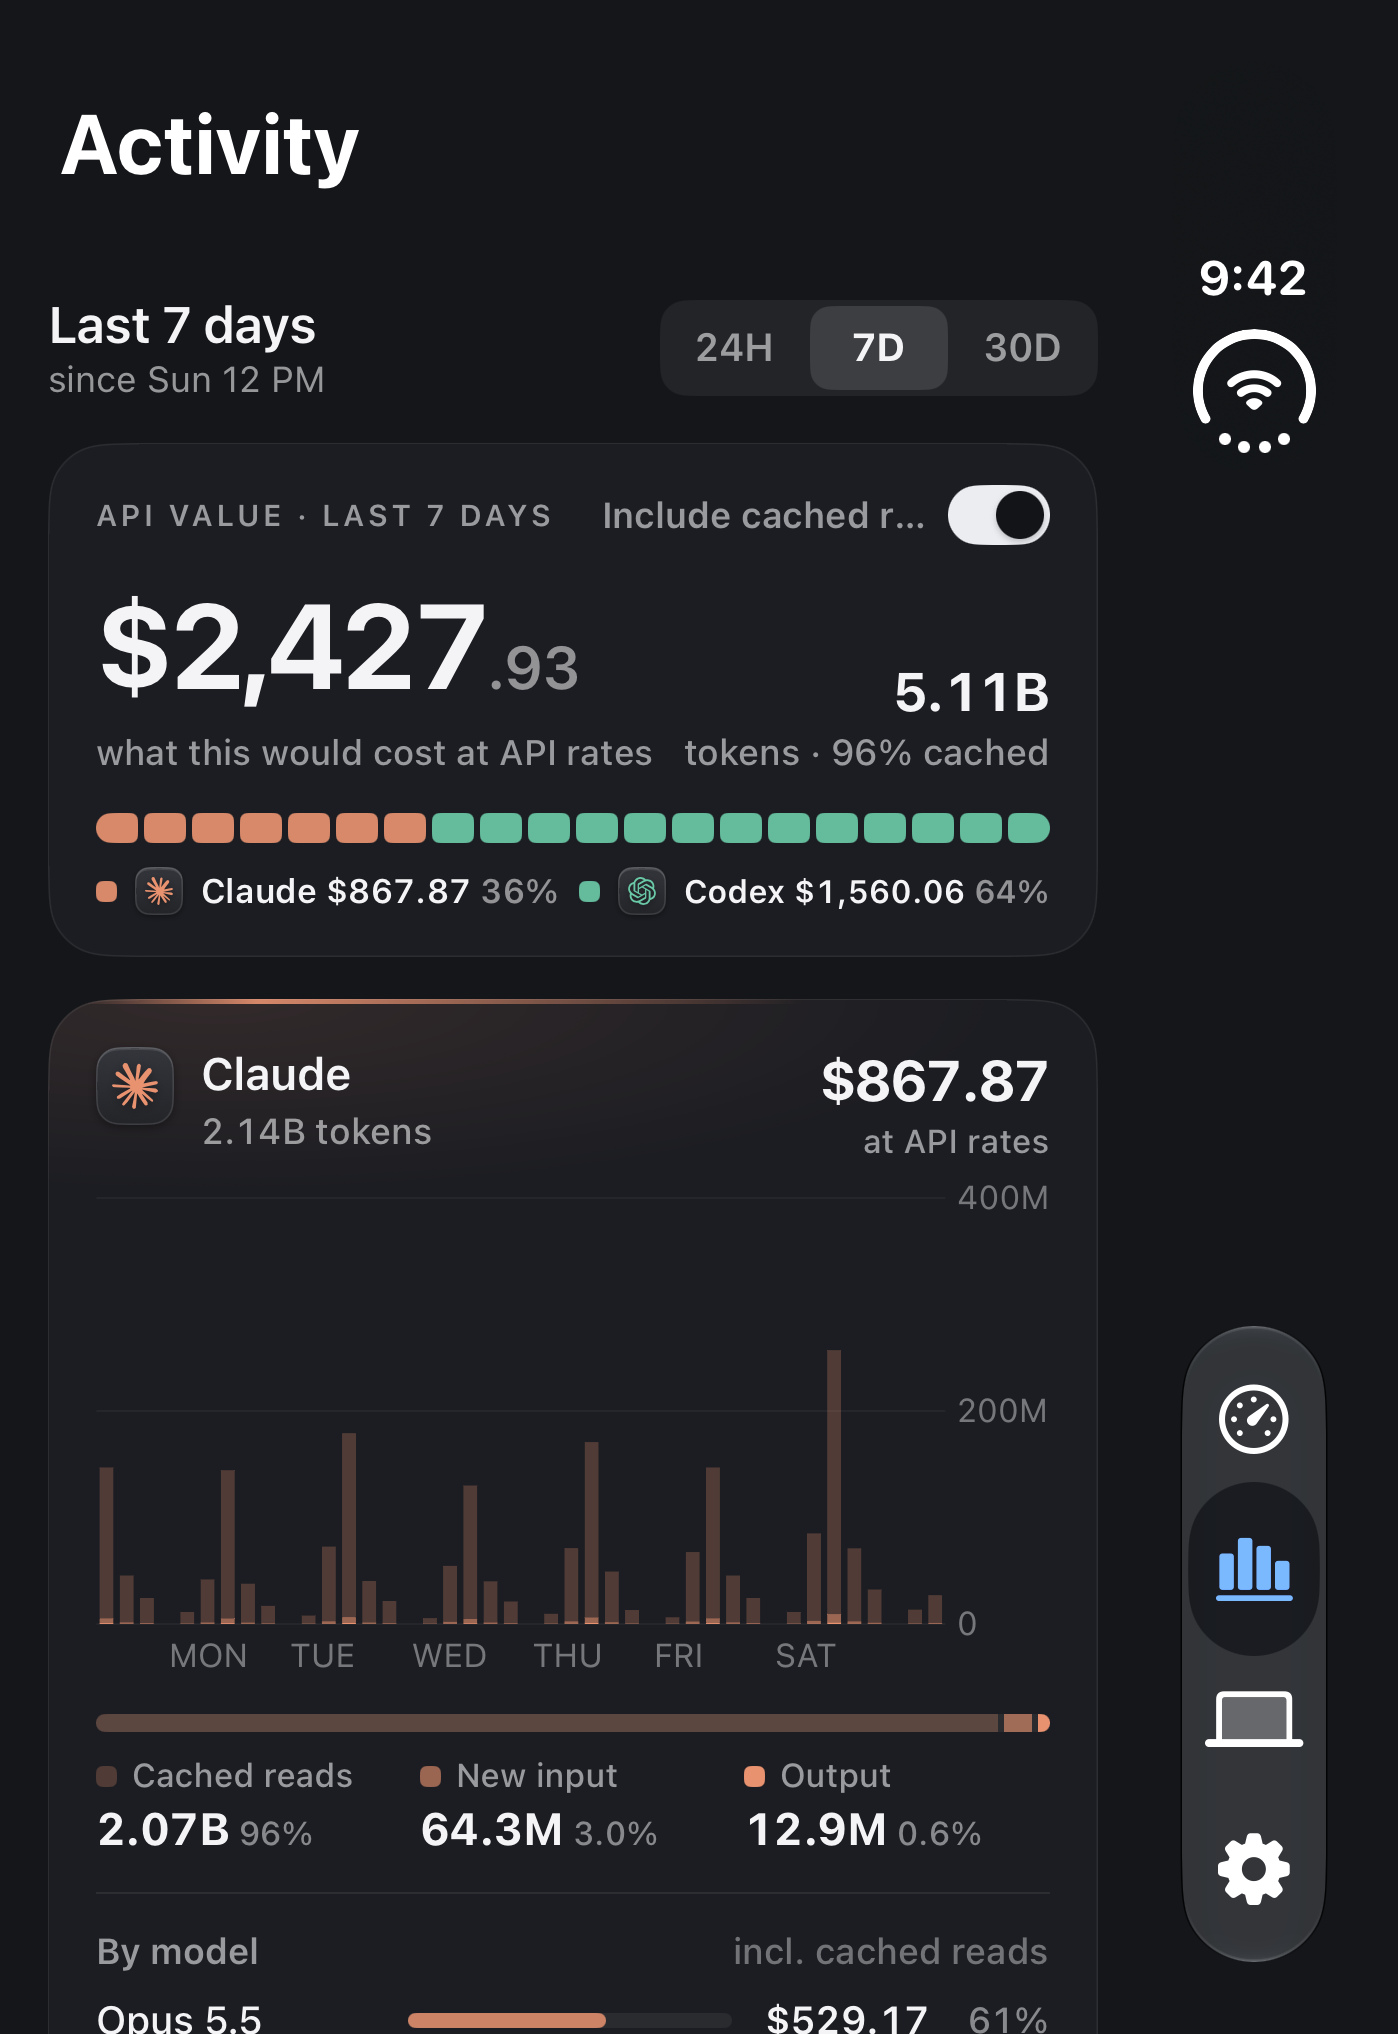 Activity
9:42
Last 7 days
since Sun 12 PM
24H 7D 30D
API VALUE · LAST 7 DAYS
Include cached r...
$2,427.93
what this would cost at API rates
5.11B
tokens · 96% cached
Claude $867.87 36%
Codex $1,560.06 64%
Claude
2.14B tokens
$867.87
at API rates
400M
200M
0
MON TUE WED THU FRI SAT
Cached reads
2.07B 96%
New input
64.3M 3.0%
Output
12.9M 0.6%
By model
incl. cached reads
Opus 5.5 $529.17 61%